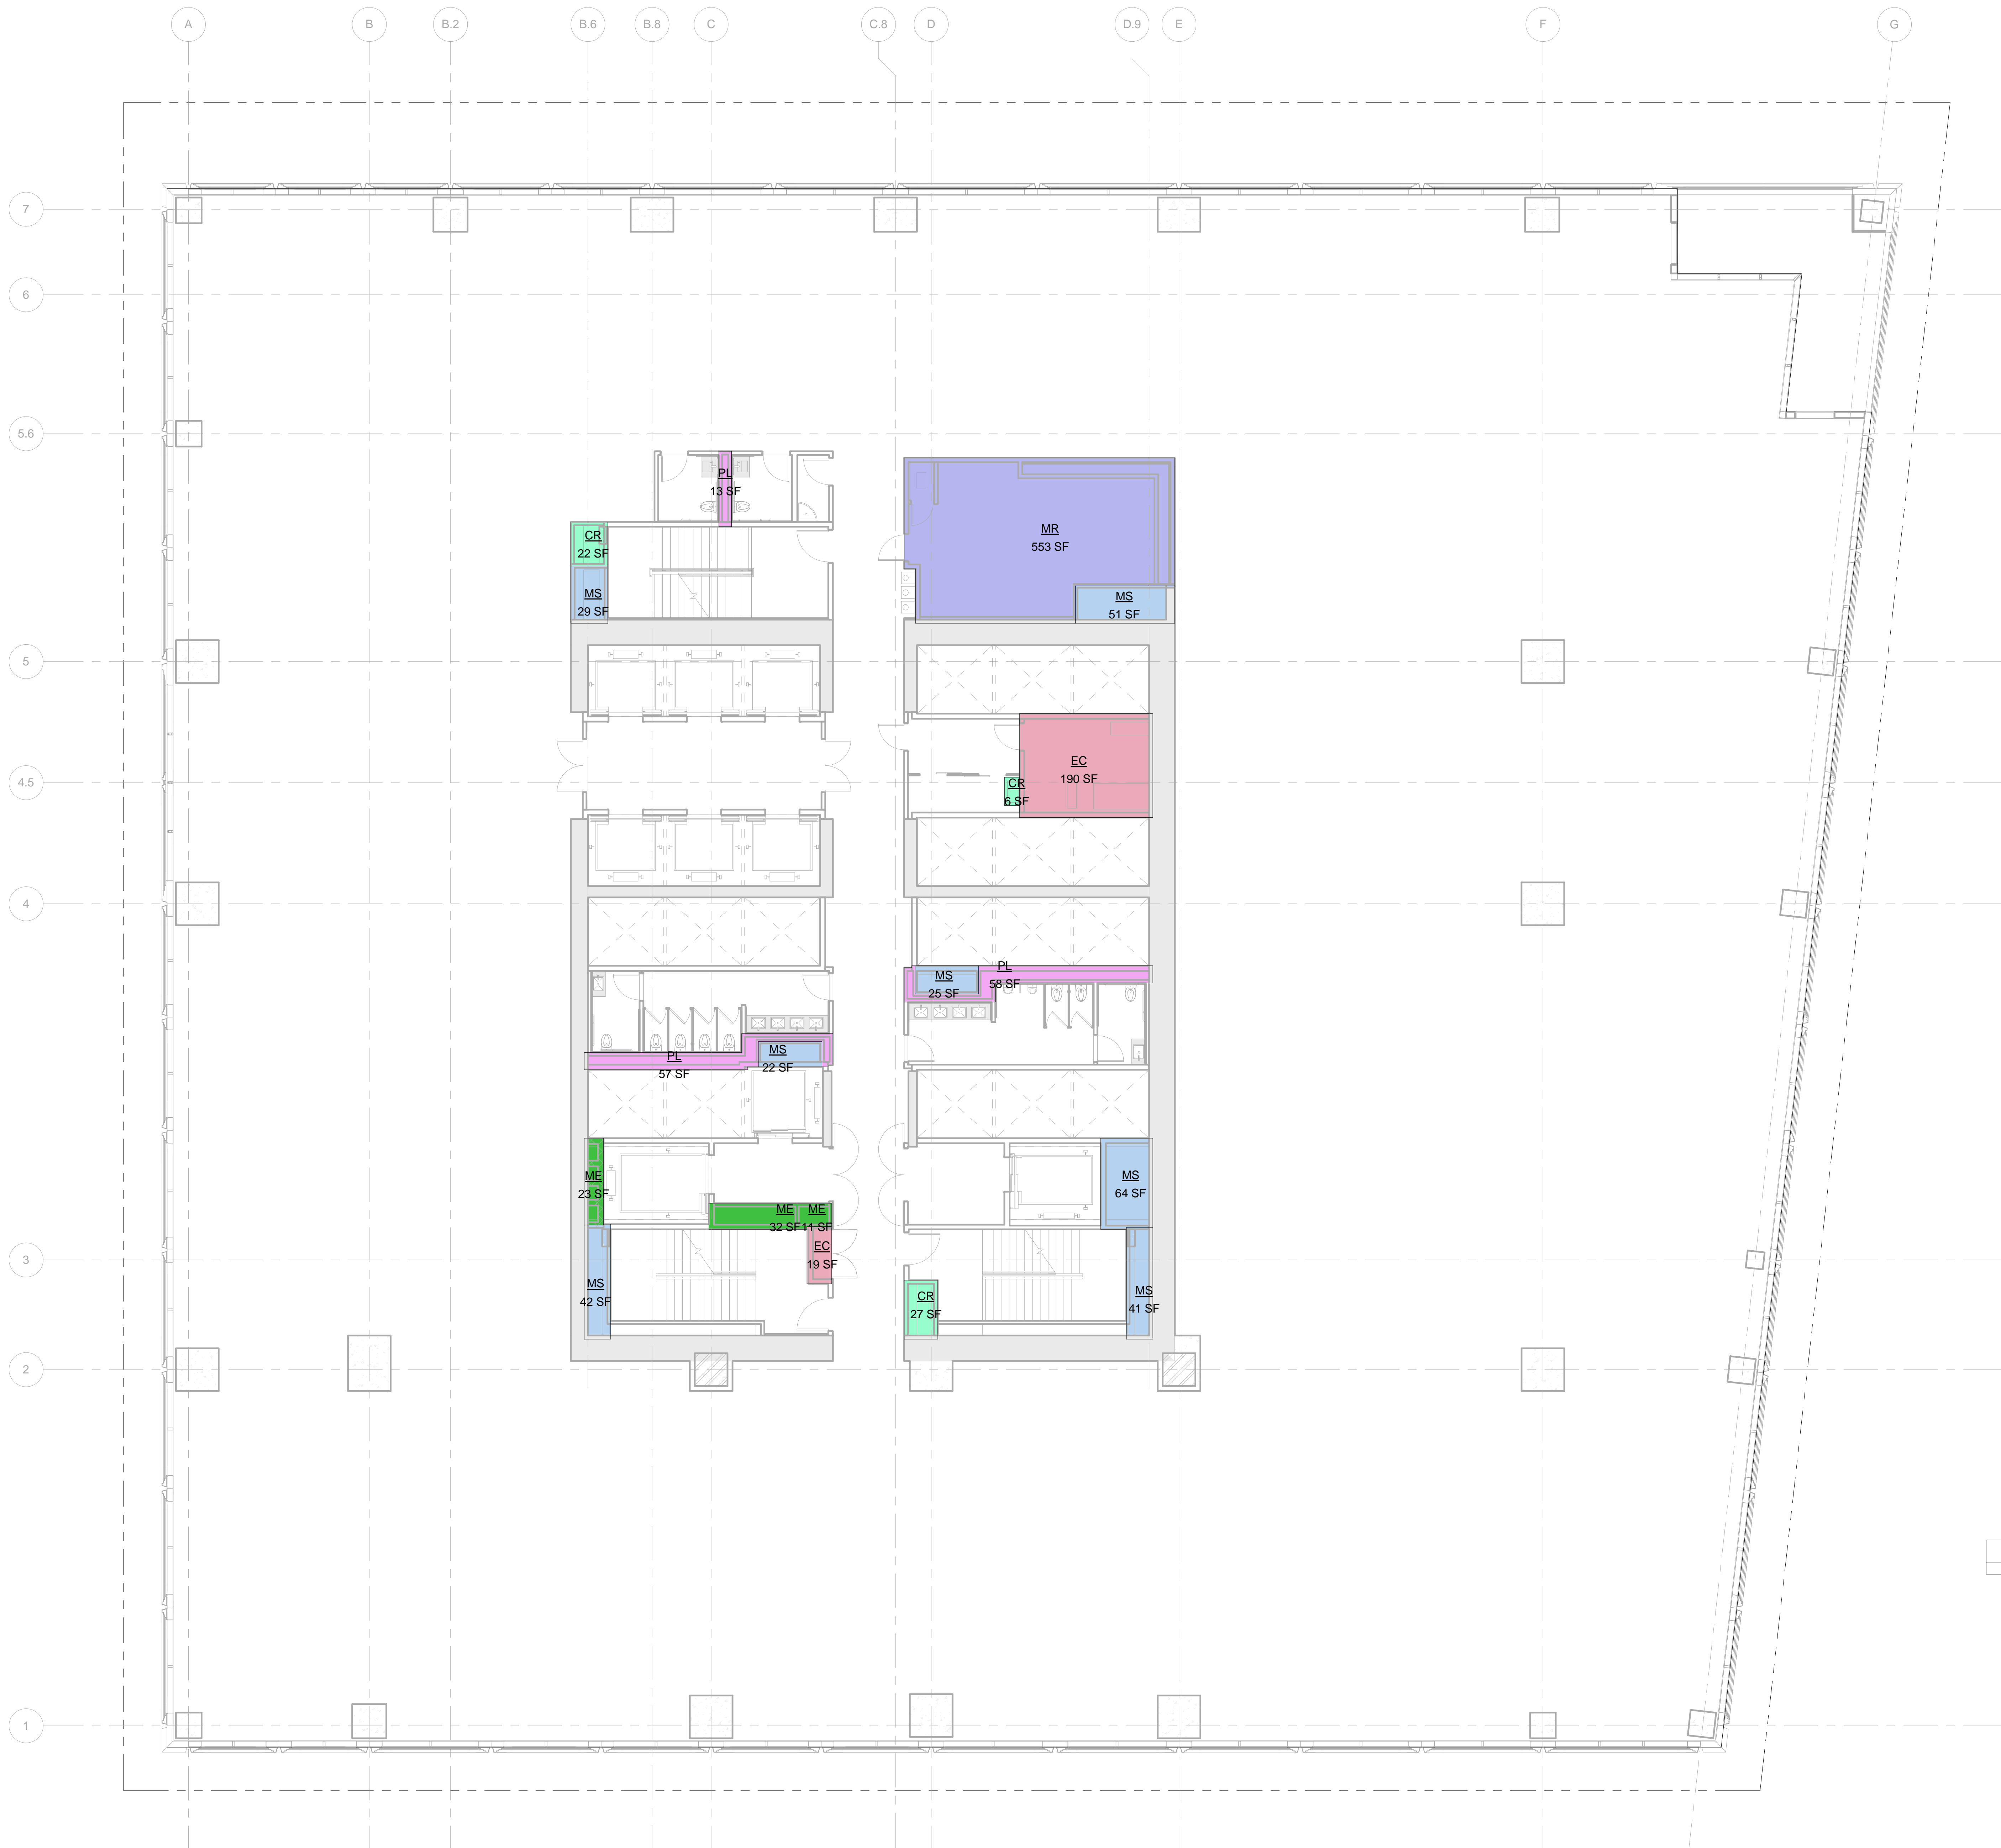 A
B
B.2
B.6
B.8
C
C.8
D
D.9
E
F
G
7
6
5.6
5
4.5
4
3
2
1
PL
13 SF
CR
22 SF
MS
29 SF
MR
553 SF
MS
51 SF
EC
190 SF
CR
6 SF
MS
25 SF
PL
58 SF
PL
57 SF
MS
22 SF
ME
23 SF
ME
32 SF
ME
11 SF
EC
19 SF
MS
42 SF
MS
64 SF
CR
27 SF
MS
41 SF